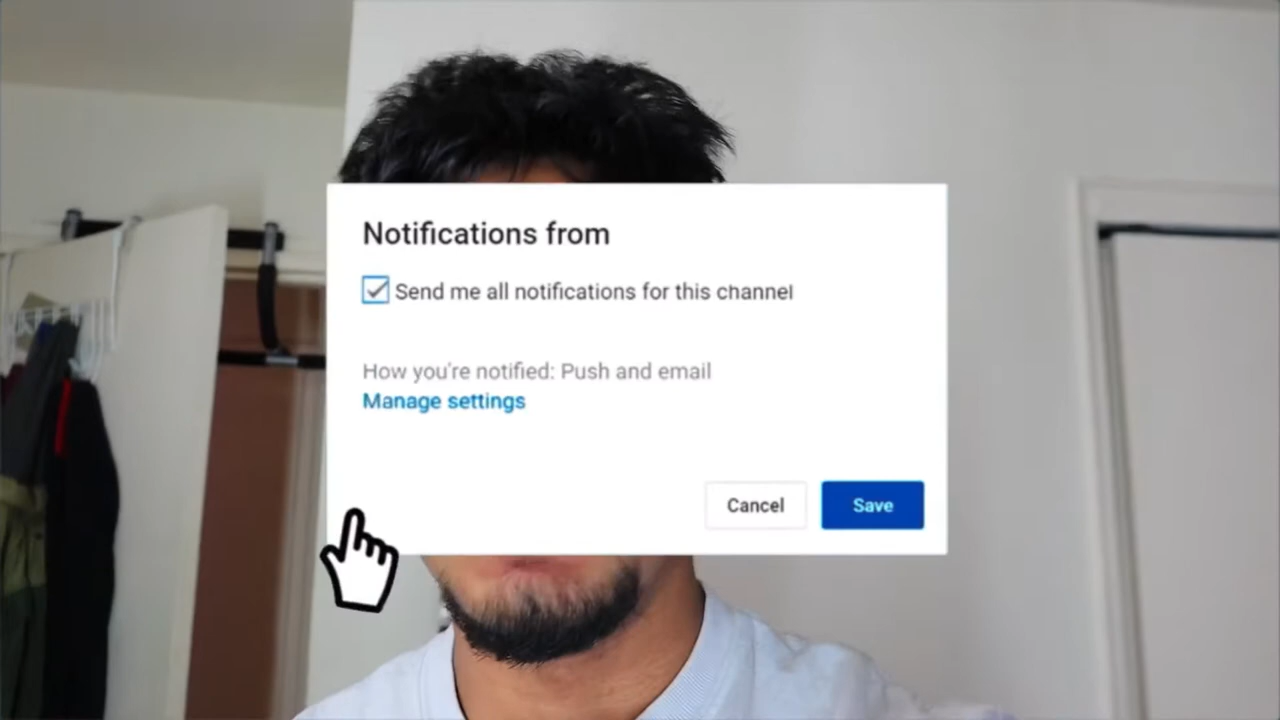 Notifications from
Send me all notifications for this channel
How you're notified: Push and email
Manage settings
Cancel
Save